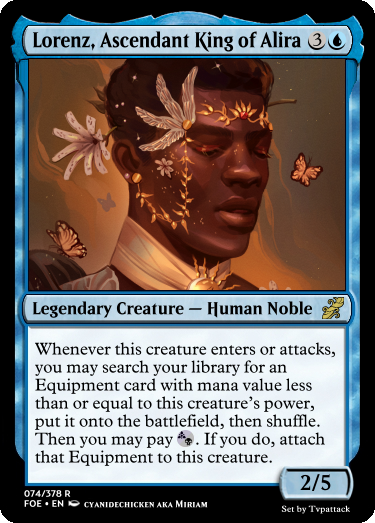 Lorenz, Ascendant King of Alira 3
Legendary Creature — Human Noble
Whenever this creature enters or attacks,
you may search your library for an
Equipment card with mana value less
than or equal to this creature's power,
put it onto the battlefield, then shuffle.
Then you may pay . If you do, attach
that Equipment to this creature.
2/5
074/378 R
FOE • EN CYANIDECHICKEN AKA MIRIAM
Set by Tvpattack